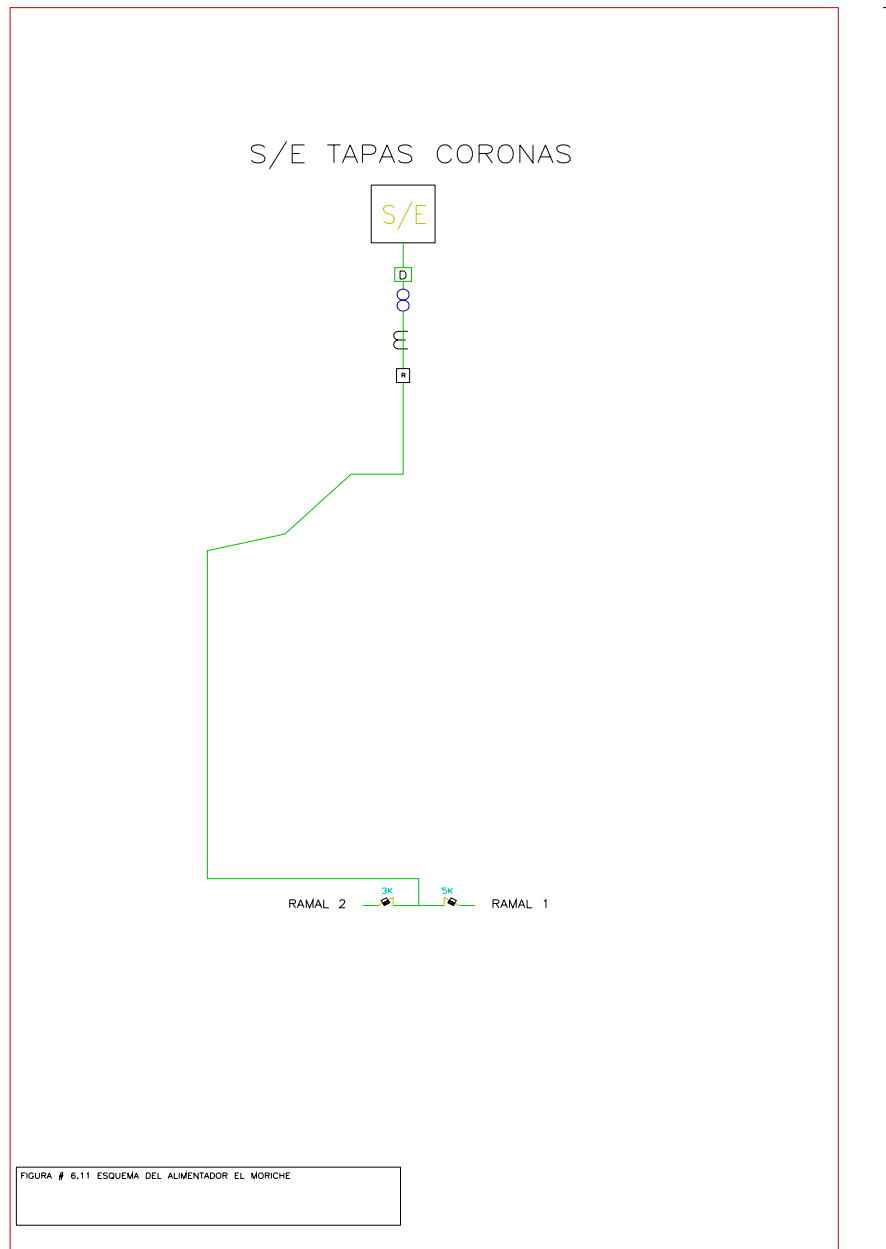 S/E TAPAS CORONAS
S/E
D
R
3K 5K
RAMAL 2 RAMAL 1
FIGURA # 6.11 ESQUEMA DEL ALIMENTADOR EL MORICHE